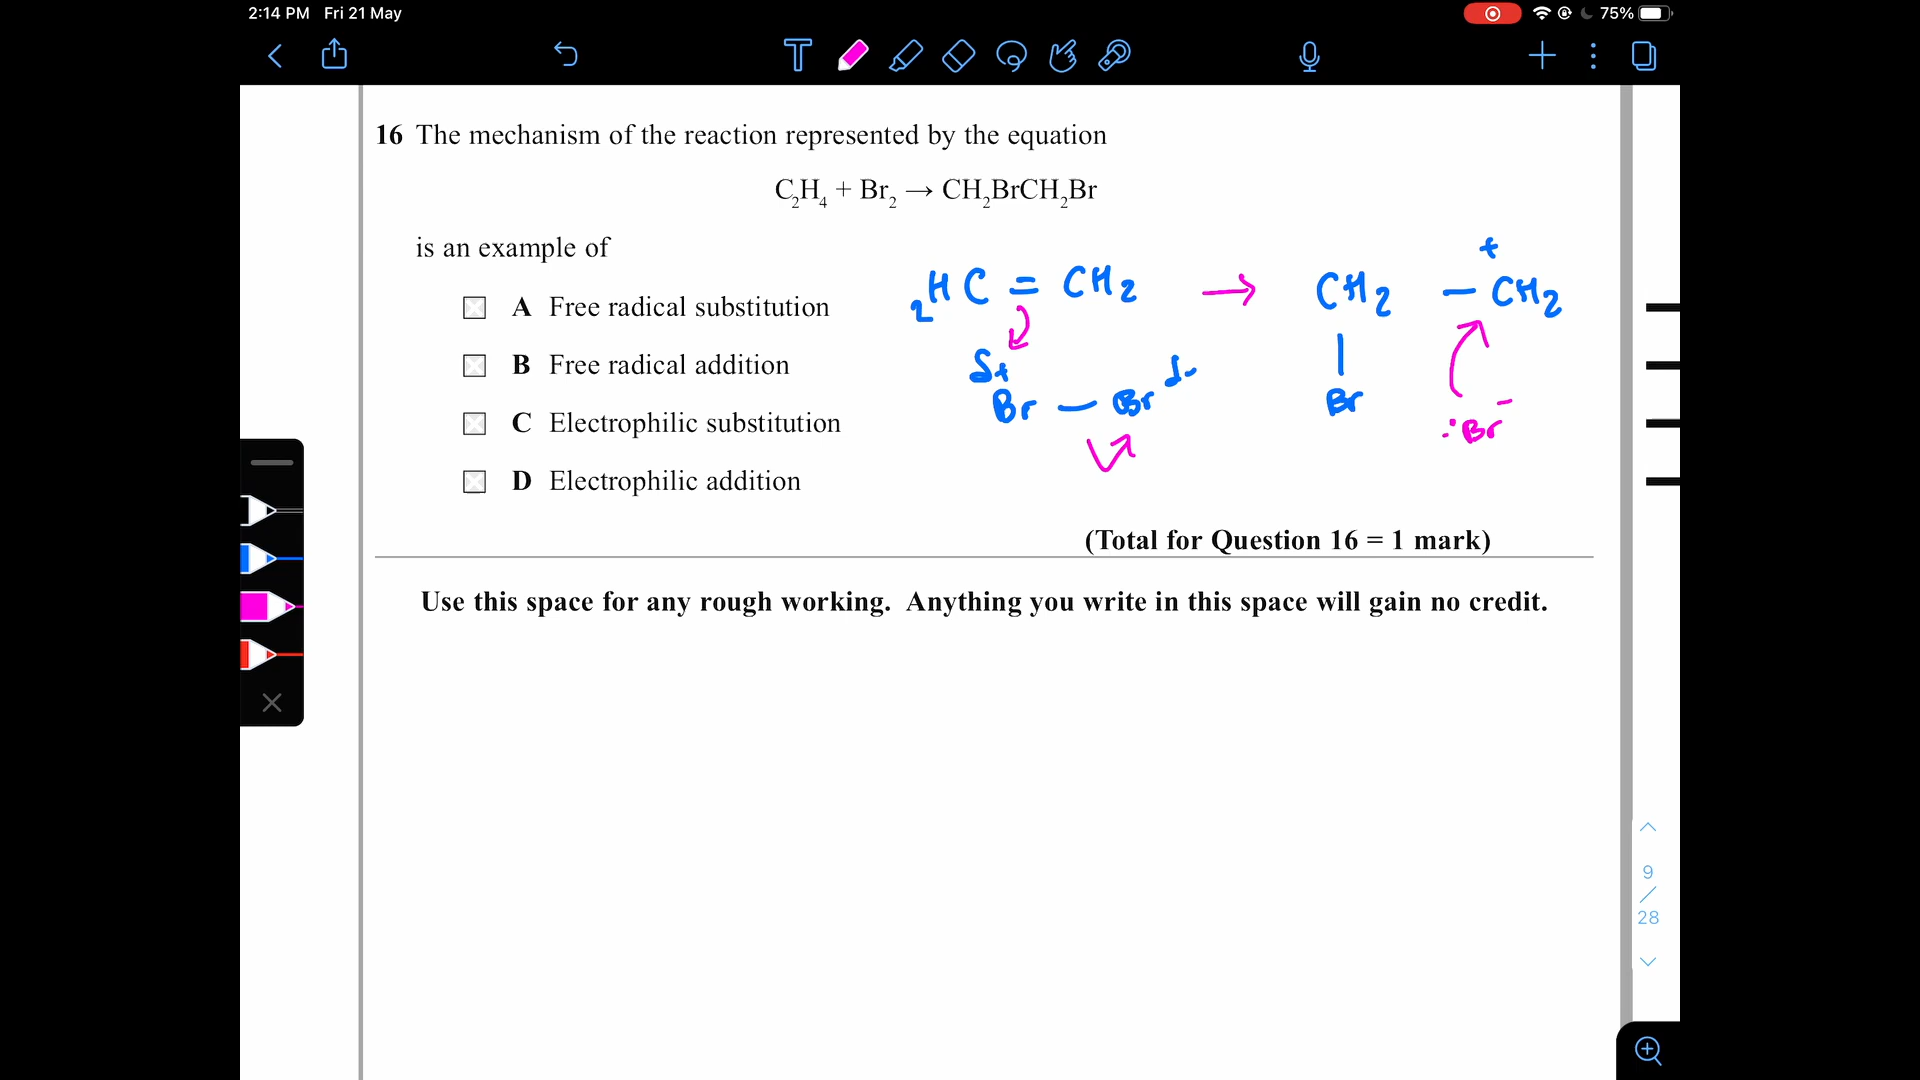 2:14 PM Fri 21 May
75%
T
16 The mechanism of the reaction represented by the equation
C₂H₄ + Br₂ → CH₂BrCH₂Br
is an example of
A Free radical substitution
B Free radical addition
C Electrophilic substitution
D Electrophilic addition
₂HC = CH₂ → CH₂ – CH₂
+
δ+ δ-
Br – Br
Br
:Br -
(Total for Question 16 = 1 mark)
Use this space for any rough working. Anything you write in this space will gain no credit.
9
/
28